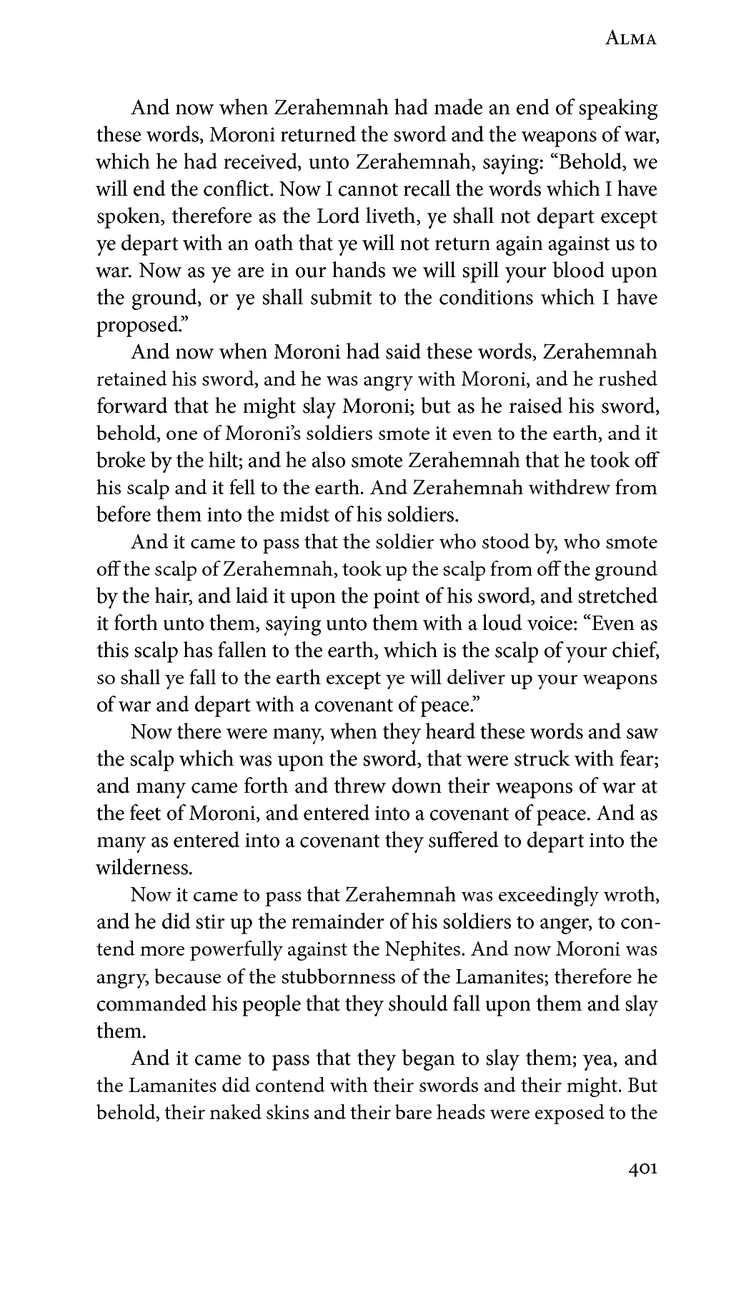 Alma
And now when Zerahemnah had made an end of speaking
these words, Moroni returned the sword and the weapons of war,
which he had received, unto Zerahemnah, saying: “Behold, we
will end the conflict. Now I cannot recall the words which I have
spoken, therefore as the Lord liveth, ye shall not depart except
ye depart with an oath that ye will not return again against us to
war. Now as ye are in our hands we will spill your blood upon
the ground, or ye shall submit to the conditions which I have
proposed.”
And now when Moroni had said these words, Zerahemnah
retained his sword, and he was angry with Moroni, and he rushed
forward that he might slay Moroni; but as he raised his sword,
behold, one of Moroni’s soldiers smote it even to the earth, and it
broke by the hilt; and he also smote Zerahemnah that he took off
his scalp and it fell to the earth. And Zerahemnah withdrew from
before them into the midst of his soldiers.
And it came to pass that the soldier who stood by, who smote
off the scalp of Zerahemnah, took up the scalp from off the ground
by the hair, and laid it upon the point of his sword, and stretched
it forth unto them, saying unto them with a loud voice: “Even as
this scalp has fallen to the earth, which is the scalp of your chief,
so shall ye fall to the earth except ye will deliver up your weapons
of war and depart with a covenant of peace.”
Now there were many, when they heard these words and saw
the scalp which was upon the sword, that were struck with fear;
and many came forth and threw down their weapons of war at
the feet of Moroni, and entered into a covenant of peace. And as
many as entered into a covenant they suffered to depart into the
wilderness.
Now it came to pass that Zerahemnah was exceedingly wroth,
and he did stir up the remainder of his soldiers to anger, to con-
tend more powerfully against the Nephites. And now Moroni was
angry, because of the stubbornness of the Lamanites; therefore he
commanded his people that they should fall upon them and slay
them.
And it came to pass that they began to slay them; yea, and
the Lamanites did contend with their swords and their might. But
behold, their naked skins and their bare heads were exposed to the
401